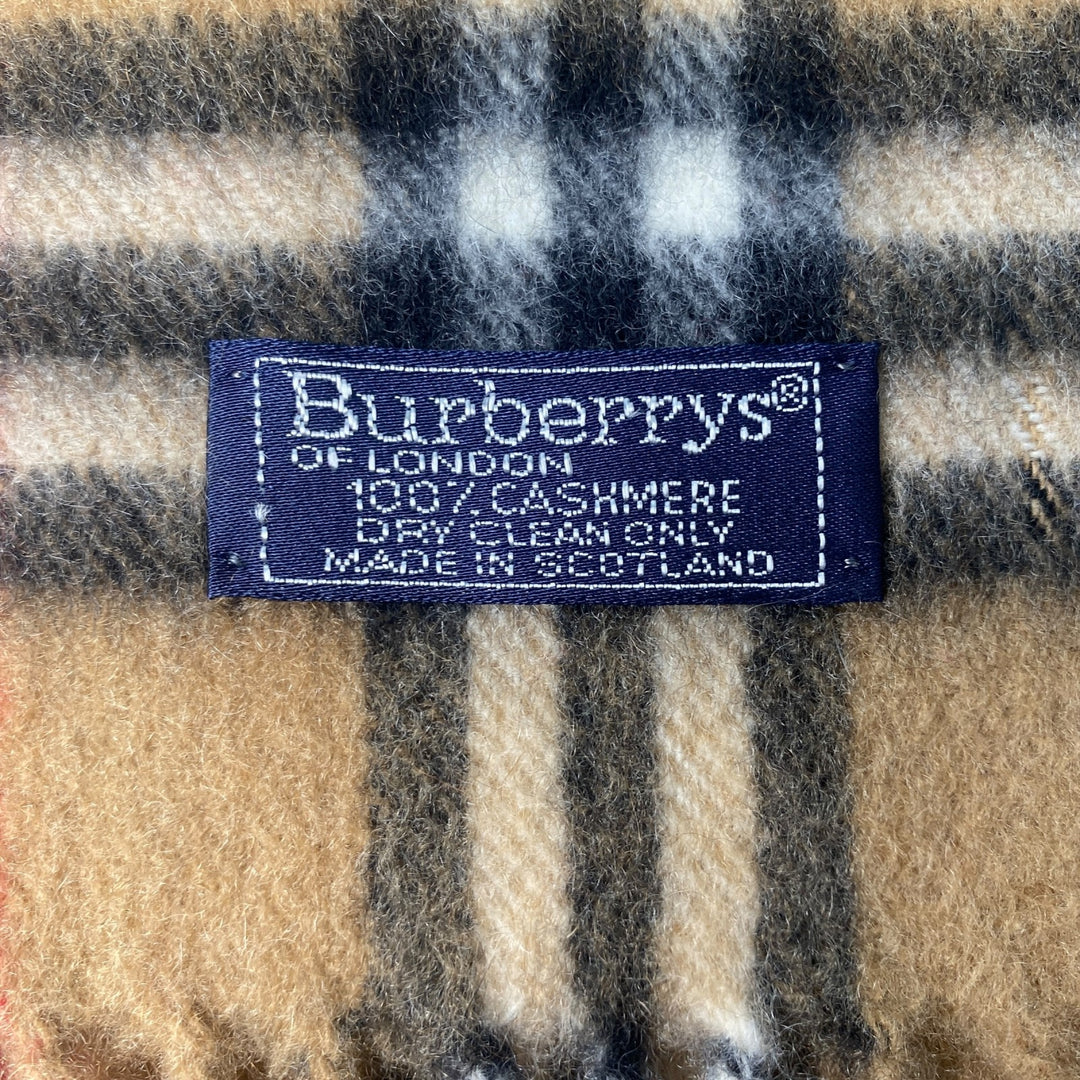 Burberrys®
OF LONDON
100% CASHMERE
DRY CLEAN ONLY
MADE IN SCOTLAND